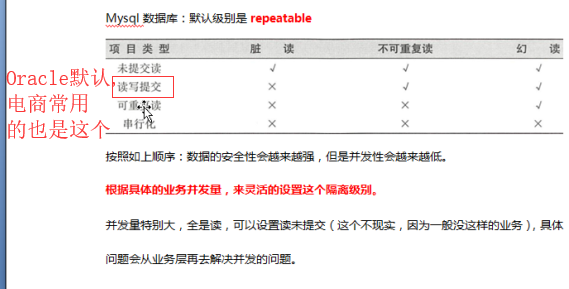 Mysql 数据库：默认级别是 repeatable
项 目 类 型 脏 读 不可重复读 幻 读
未提交读 √ √ √
Oracle默认,
读写提交 × √ √
电商常用
可重复读 × × √
的也是这个
串行化 × × ×
按照如上顺序：数据的安全性会越来越强，但是并发性会越来越低。
根据具体的业务并发量，来灵活的设置这个隔离级别。
并发量特别大，全是读，可以设置读未提交（这个不现实，因为一般没这样的业务），具体
问题会从业务层再去解决并发的问题。